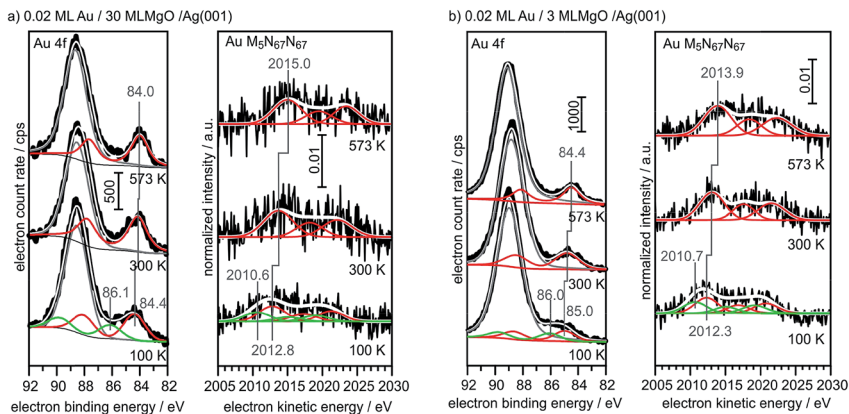 a) 0.02 ML Au / 30 MLMgO /Ag(001)
Au 4f
84.0
573 K
500
300 K
86.1
84.4
100 K
92 90 88 86 84 82
electron binding energy / eV
electron count rate / cps
Au M5N67N67
2015.0
573 K
0.01
300 K
2010.6
2012.8
100 K
2005 2010 2015 2020 2025 2030
electron kinetic energy / eV
normalized intensity / a.u.
b) 0.02 ML Au / 3 MLMgO /Ag(001)
Au 4f
1000
84.4
573 K
300 K
86.0
85.0
100 K
92 90 88 86 84 82
electron binding energy / eV
electron count rate / cps
Au M5N67N67
2013.9
0.01
573 K
300 K
2010.7
2012.3
100 K
2005 2010 2015 2020 2025 2030
electron kinetic energy / eV
normalized intensity / a.u.